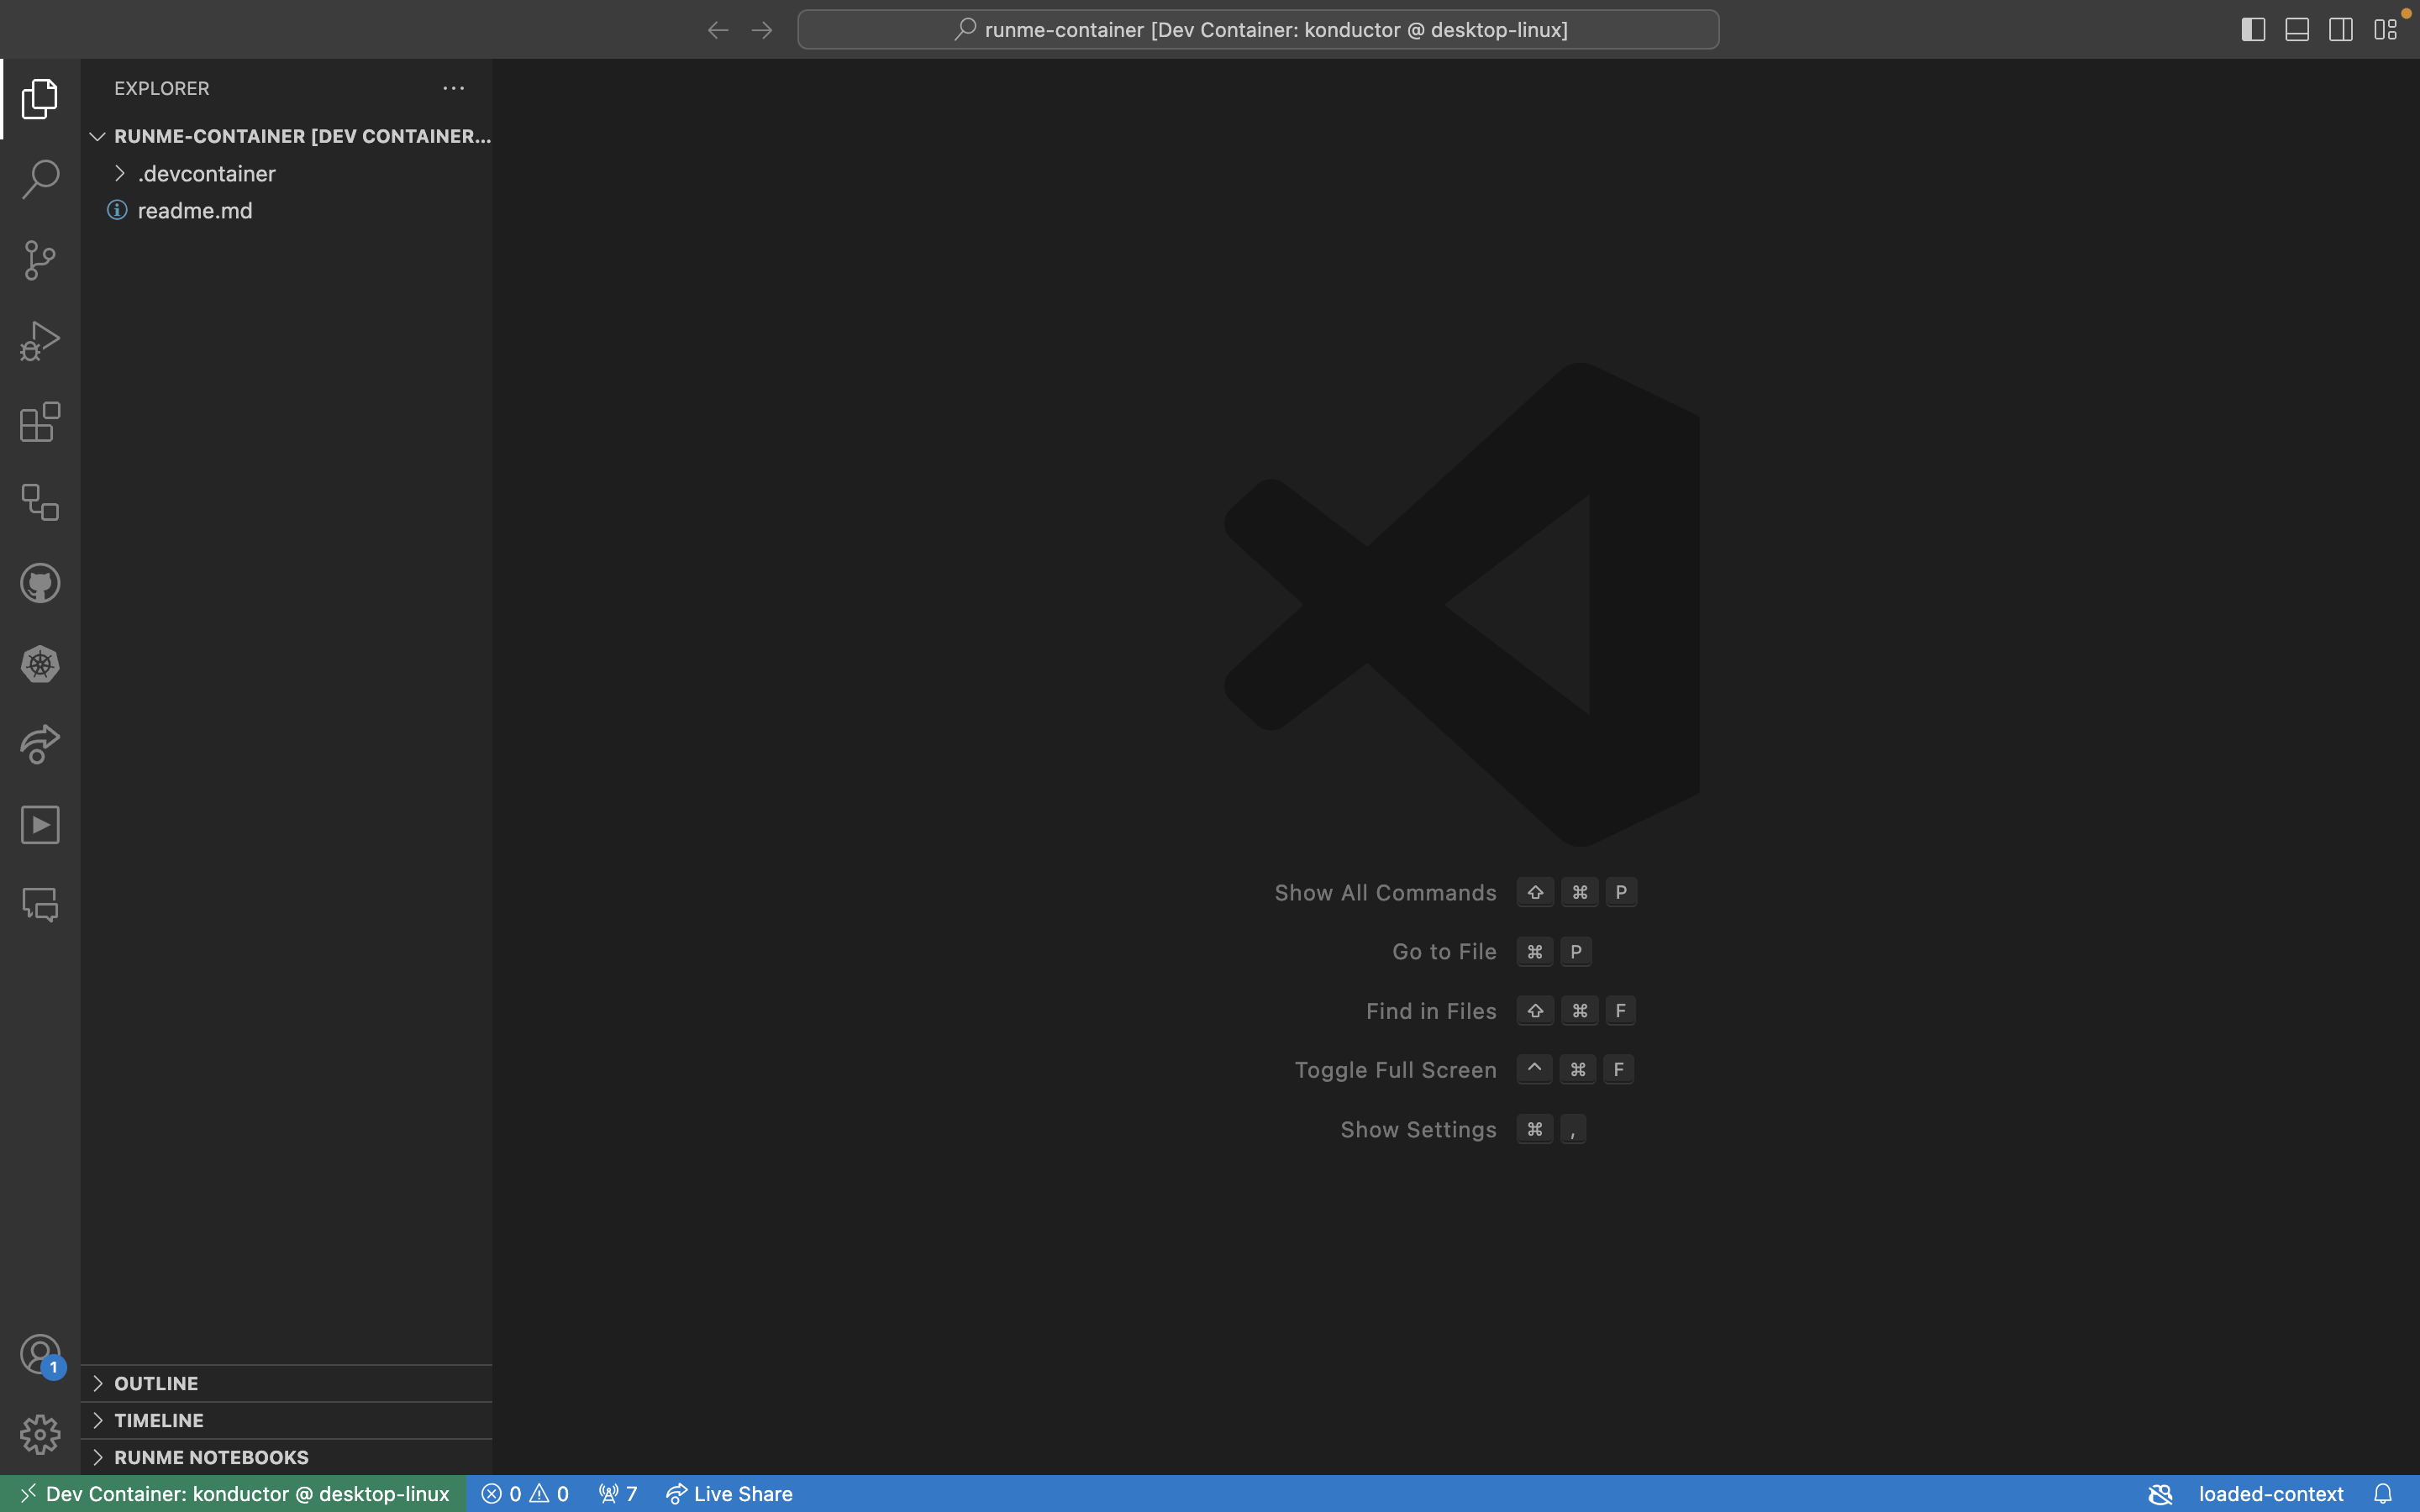 runme-container [Dev Container: konductor @ desktop-linux]
EXPLORER
RUNME-CONTAINER [DEV CONTAINER...
.devcontainer
readme.md
Show All Commands ⇧ ⌘ P
Go to File ⌘ P
Find in Files ⇧ ⌘ F
Toggle Full Screen ^ ⌘ F
Show Settings ⌘ ,
1
OUTLINE
TIMELINE
RUNME NOTEBOOKS
Dev Container: konductor @ desktop-linux 0 0 7 Live Share loaded-context